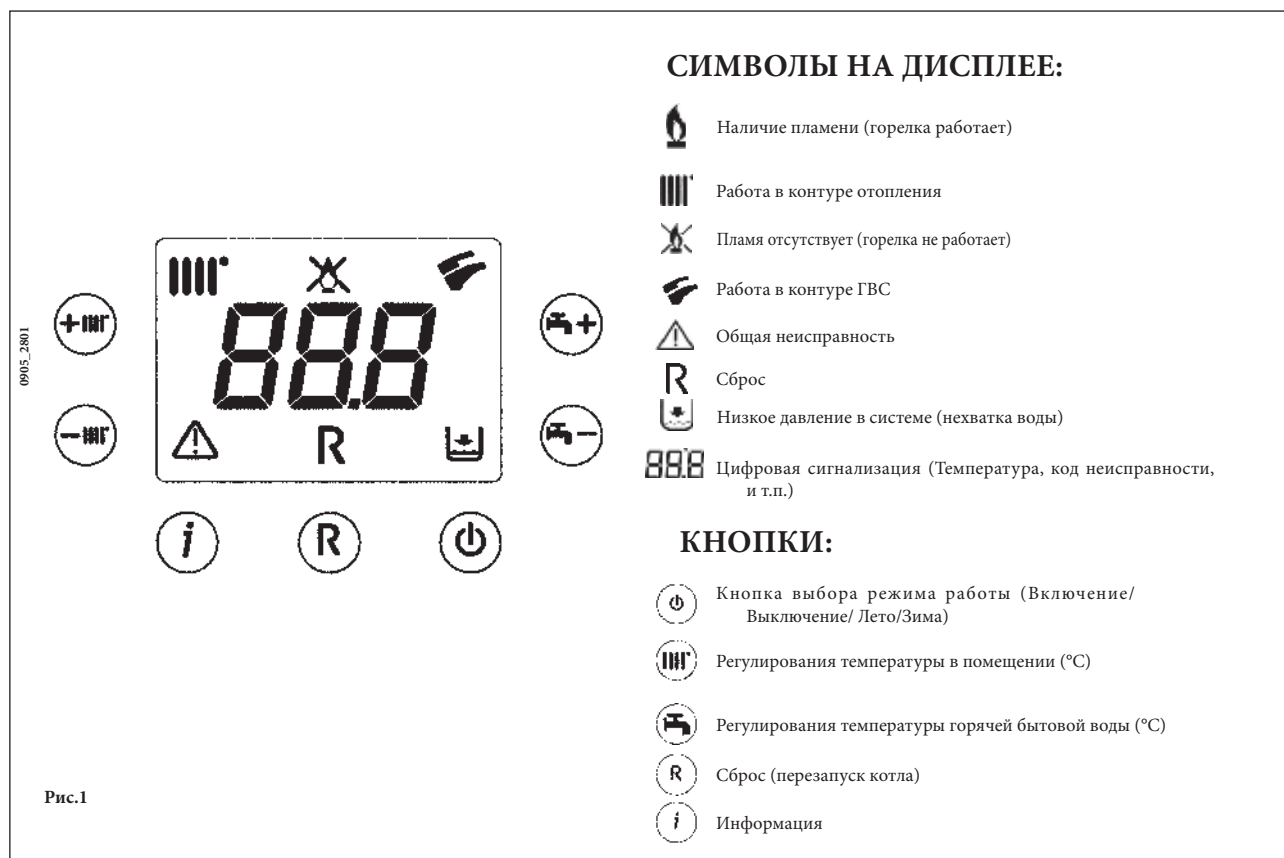 СИМВОЛЫ НА ДИСПЛЕЕ:
Наличие пламени (горелка работает)
Работа в контуре отопления
Пламя отсутствует (горелка не работает)
Работа в контуре ГВС
Общая неисправность
R Сброс
Низкое давление в системе (нехватка воды)
88.8 Цифровая сигнализация (Температура, код неисправности,
и т.п.)
КНОПКИ:
Кнопка выбора режима работы (Включение/
Выключение/ Лето/Зима)
Регулирования температуры в помещении (°C)
Регулирования температуры горячей бытовой воды (°C)
R Сброс (перезапуск котла)
i Информация
0905_2801
+
+
88.8
-
-
R
i R
Рис.1